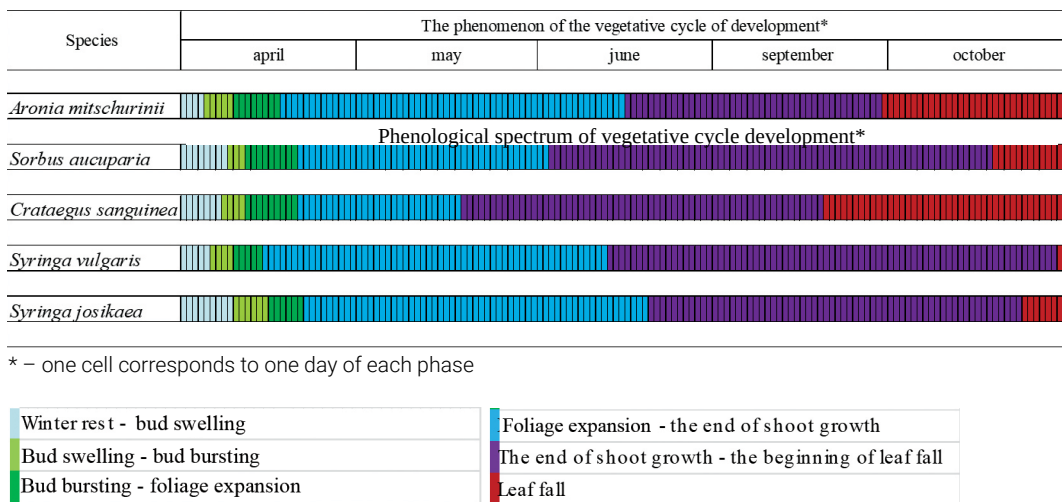 Species
The phenomenon of the vegetative cycle of development*
april may june september october
Aronia mitschurinii
Phenological spectrum of vegetative cycle development*
Sorbus aucuparia
Crataegus sanguinea
Syringa vulgaris
Syringa josikaea
* – one cell corresponds to one day of each phase
Winter rest - bud swelling
Bud swelling - bud bursting
Bud bursting - foliage expansion
Foliage expansion - the end of shoot growth
The end of shoot growth - the beginning of leaf fall
Leaf fall